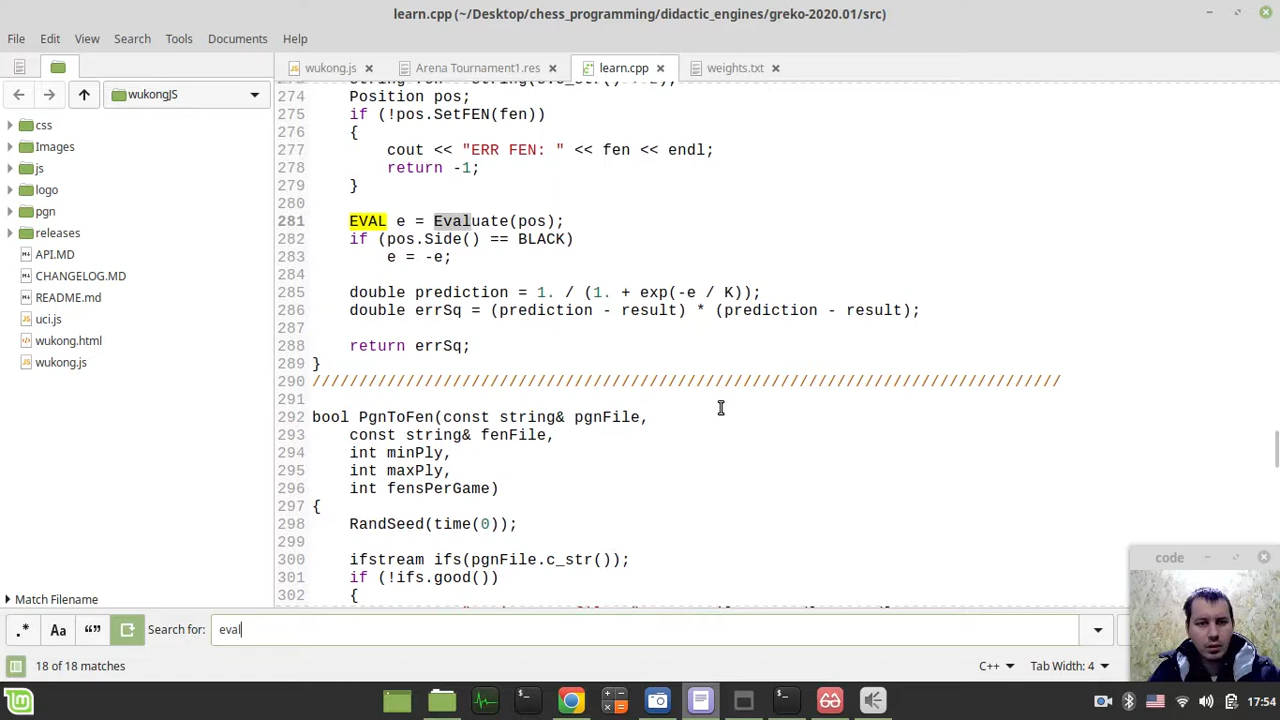 learn.cpp (~/Desktop/chess_programming/didactic_engines/greko-2020.01/src)
File Edit View Search Tools Documents Help
wukong.js Arena Tournament1.res learn.cpp weights.txt
wukongJS
css
Images
js
logo
pgn
releases
API.MD
CHANGELOG.MD
README.md
uci.js
wukong.html
wukong.js
Match Filename
274 Position pos;
275 if (!pos.SetFEN(fen))
276 {
277 cout << "ERR FEN: " << fen << endl;
278 return -1;
279 }
280
281 EVAL e = Evaluate(pos);
282 if (pos.Side() == BLACK)
283 e = -e;
284
285 double prediction = 1. / (1. + exp(-e / K));
286 double errSq = (prediction - result) * (prediction - result);
287
288 return errSq;
289 }
290 ////////////////////////////////////////////////////////////////////////////////
291
292 bool PgnToFen(const string& pgnFile,
293 const string& fenFile,
294 int minPly,
295 int maxPly,
296 int fensPerGame)
297 {
298 RandSeed(time(0));
299
300 ifstream ifs(pgnFile.c_str());
301 if (!ifs.good())
302 {
code
.* Aa “” Search for: eval
18 of 18 matches
C++ Tab Width: 4
17:54